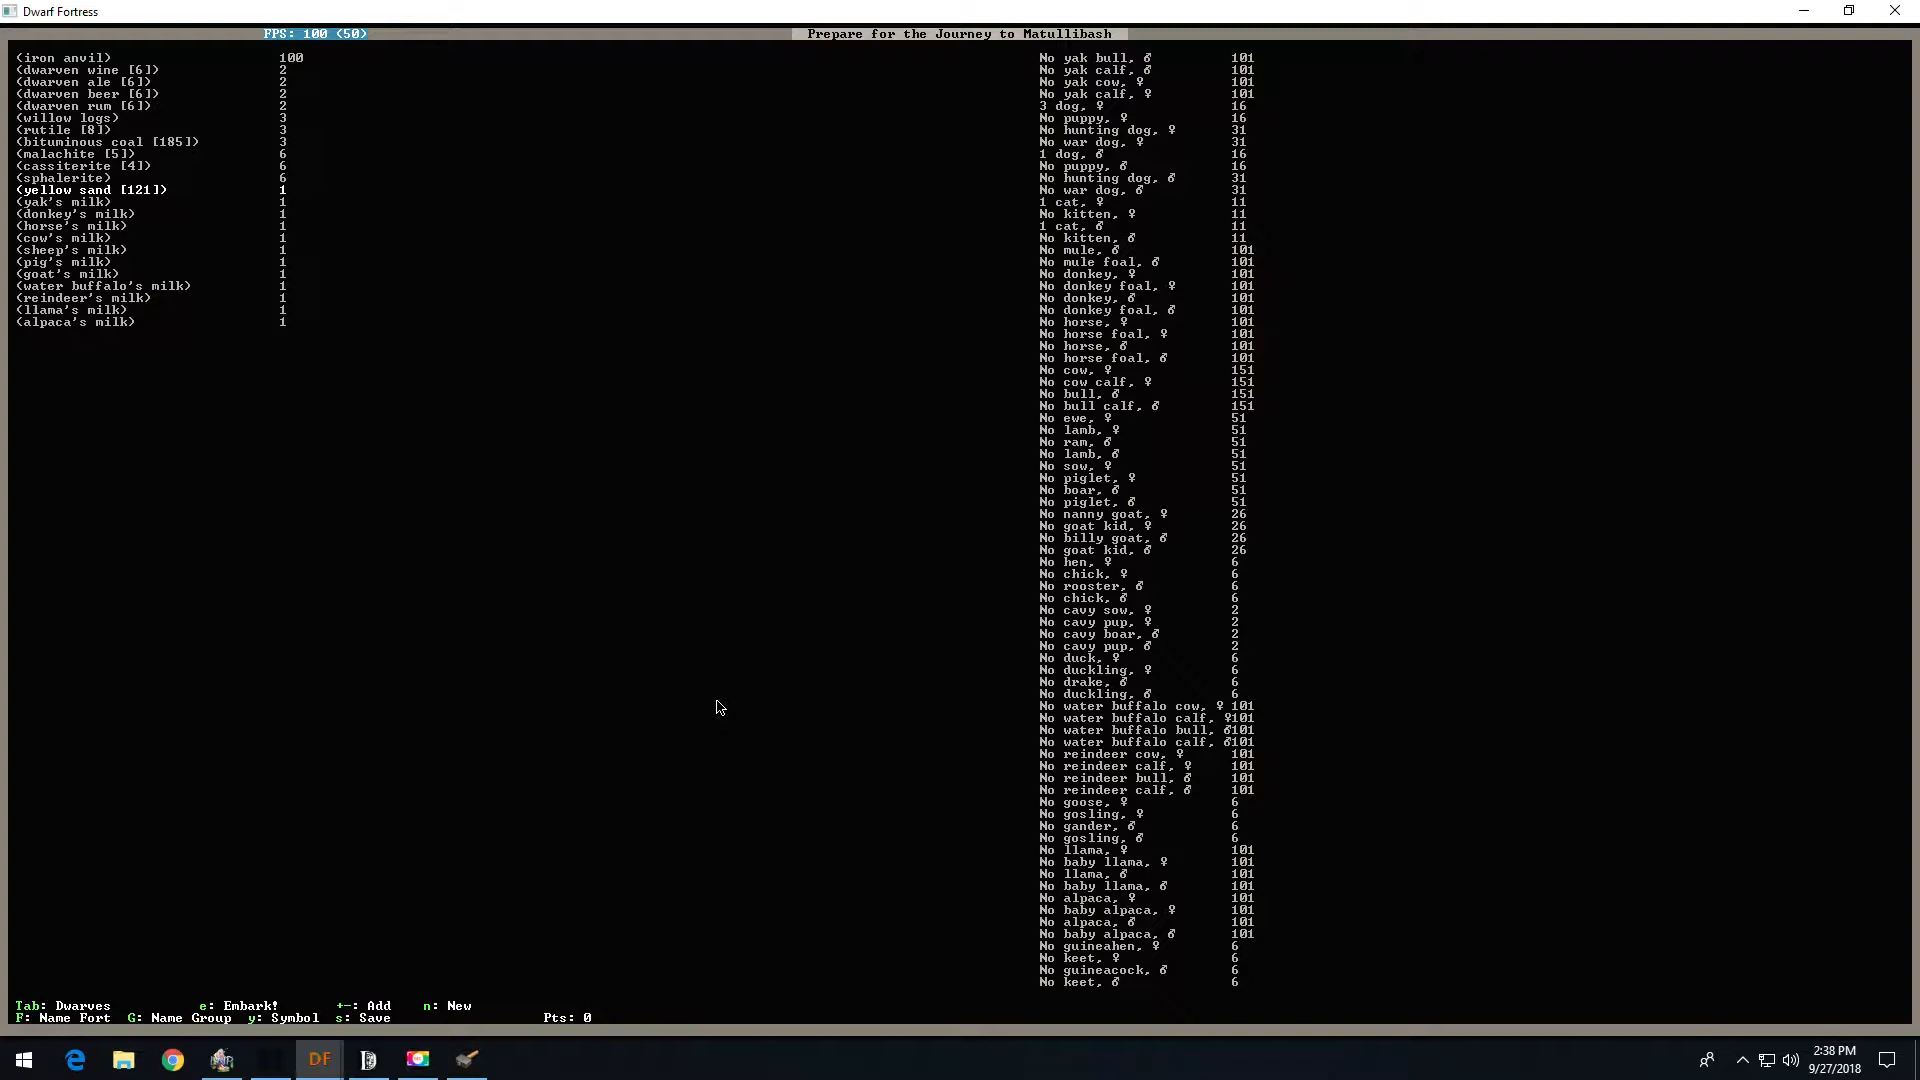 Dwarf Fortress
FPS: 100 (50)
Prepare for the Journey to Matullibash
(iron anvil) 100
(dwarven wine [6]) 2
(dwarven ale [6]) 2
(dwarven beer [6]) 2
(dwarven rum [6]) 2
(willow logs) 3
(rutile [8]) 3
(bituminous coal [185]) 3
(malachite [5]) 6
(cassiterite [4]) 6
(sphalerite) 6
(yellow sand [121]) 1
(yak's milk) 1
(donkey's milk) 1
(horse's milk) 1
(cow's milk) 1
(sheep's milk) 1
(pig's milk) 1
(goat's milk) 1
(water buffalo's milk) 1
(reindeer's milk) 1
(llama's milk) 1
(alpaca's milk) 1
No yak bull, ♂ 101
No yak calf, ♂ 101
No yak cow, ♀ 101
No yak calf, ♀ 101
3 dog, ♀ 16
No puppy, ♀ 16
No hunting dog, ♀ 31
No war dog, ♀ 31
1 dog, ♂ 16
No puppy, ♂ 16
No hunting dog, ♂ 31
No war dog, ♂ 31
1 cat, ♀ 11
No kitten, ♀ 11
1 cat, ♂ 11
No kitten, ♂ 11
No mule, ♂ 101
No mule foal, ♂ 101
No donkey, ♀ 101
No donkey foal, ♀ 101
No donkey, ♂ 101
No donkey foal, ♂ 101
No horse, ♀ 101
No horse foal, ♀ 101
No horse, ♂ 101
No horse foal, ♂ 101
No cow, ♀ 151
No cow calf, ♀ 151
No bull, ♂ 151
No bull calf, ♂ 151
No ewe, ♀ 51
No lamb, ♀ 51
No ram, ♂ 51
No lamb, ♂ 51
No sow, ♀ 51
No piglet, ♀ 51
No boar, ♂ 51
No piglet, ♂ 51
No nanny goat, ♀ 26
No goat kid, ♀ 26
No billy goat, ♂ 26
No goat kid, ♂ 26
No hen, ♀ 6
No chick, ♀ 6
No rooster, ♂ 6
No chick, ♂ 6
No cavy sow, ♀ 2
No cavy pup, ♀ 2
No cavy boar, ♂ 2
No cavy pup, ♂ 2
No duck, ♀ 6
No duckling, ♀ 6
No drake, ♂ 6
No duckling, ♂ 6
No water buffalo cow, ♀ 101
No water buffalo calf, ♀101
No water buffalo bull, ♂101
No water buffalo calf, ♂101
No reindeer cow, ♀ 101
No reindeer calf, ♀ 101
No reindeer bull, ♂ 101
No reindeer calf, ♂ 101
No goose, ♀ 6
No gosling, ♀ 6
No gander, ♂ 6
No gosling, ♂ 6
No llama, ♀ 101
No baby llama, ♀ 101
No llama, ♂ 101
No baby llama, ♂ 101
No alpaca, ♀ 101
No baby alpaca, ♀ 101
No alpaca, ♂ 101
No baby alpaca, ♂ 101
No guineahen, ♀ 6
No keet, ♀ 6
No guineacock, ♂ 6
No keet, ♂ 6
Tab: Dwarves e: Embark! +-: Add n: New
F: Name Fort G: Name Group y: Symbol s: Save Pts: 0
DF
2:38 PM
9/27/2018